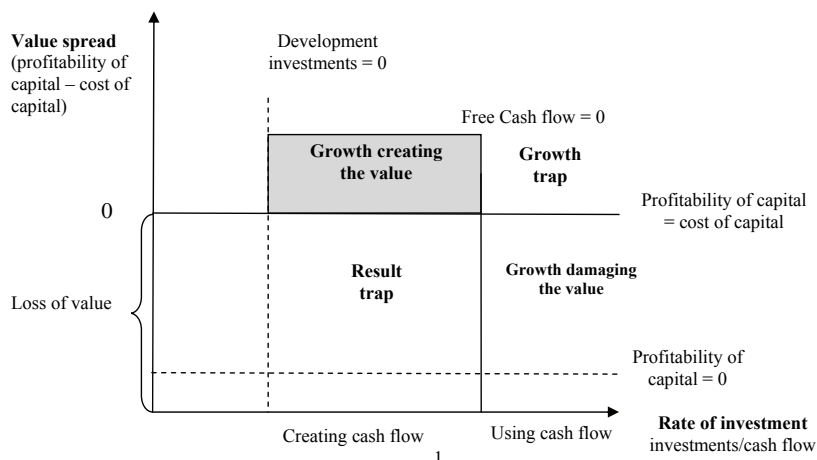 Value spread
(profitability of
capital – cost of
capital)
Development
investments = 0
Free Cash flow = 0
Growth creating
the value
Growth
trap
0
Profitability of capital
= cost of capital
Result
trap
Growth damaging
the value
Loss of value
Profitability of
capital = 0
Creating cash flow
Using cash flow
Rate of investment
investments/cash flow
1